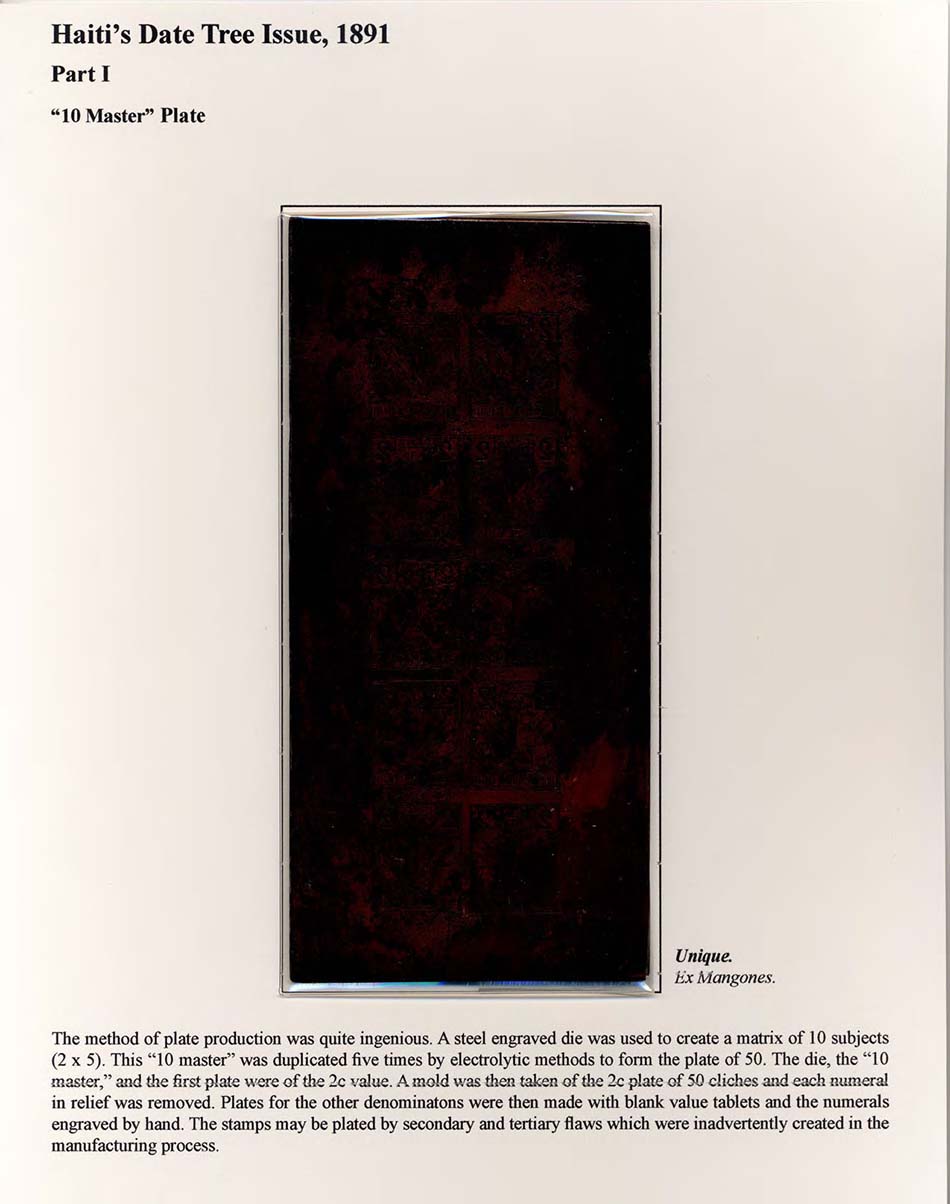 Haiti’s Date Tree Issue, 1891
Part I
“10 Master” Plate
Unique.
Ex Mangones.
The method of plate production was quite ingenious. A steel engraved die was used to create a matrix of 10 subjects
(2 x 5). This “10 master” was duplicated five times by electrolytic methods to form the plate of 50. The die, the “10
master,” and the first plate were of the 2c value. A mold was then taken of the 2c plate of 50 cliches and each numeral
in relief was removed. Plates for the other denominatons were then made with blank value tablets and the numerals
engraved by hand. The stamps may be plated by secondary and tertiary flaws which were inadvertently created in the
manufacturing process.